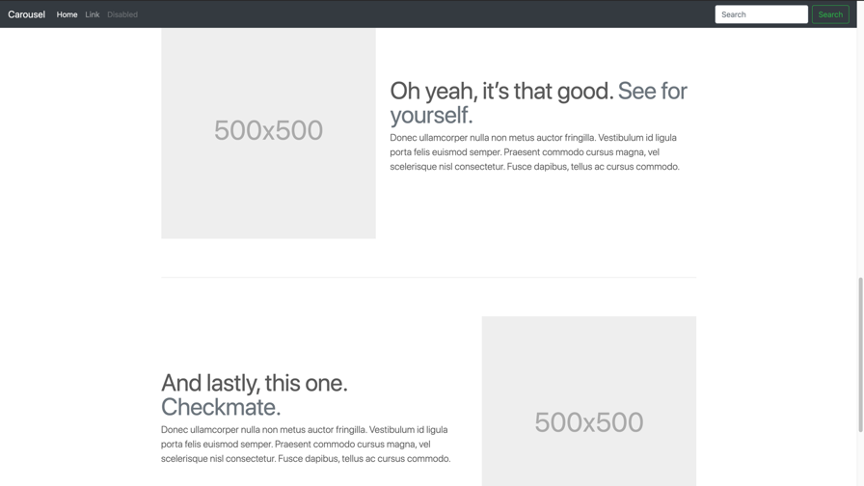 Carousel Home Link Disabled Search Search
500x500
Oh yeah, it’s that good. See for
yourself.
Donec ullamcorper nulla non metus auctor fringilla. Vestibulum id ligula
porta felis euismod semper. Praesent commodo cursus magna, vel
scelerisque nisl consectetur. Fusce dapibus, tellus ac cursus commodo.
And lastly, this one.
Checkmate.
Donec ullamcorper nulla non metus auctor fringilla. Vestibulum id ligula
porta felis euismod semper. Praesent commodo cursus magna, vel
scelerisque nisl consectetur. Fusce dapibus, tellus ac cursus commodo.
500x500